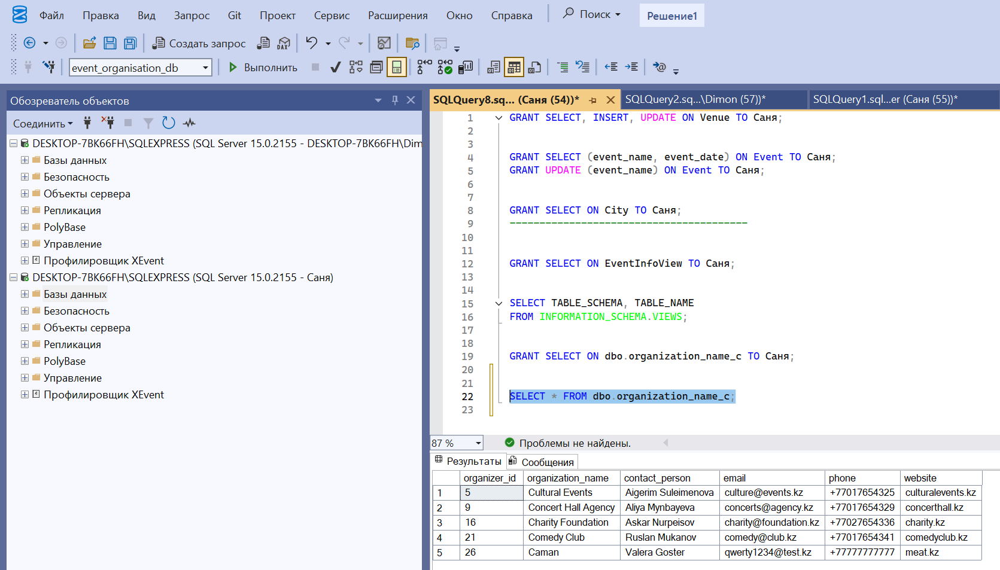 Файл Правка Вид Запрос Git Проект Сервис Расширения Окно Справка Поиск Решение1
Создать запрос DAX
event_organisation_db Выполнить
Обозреватель объектов
Соединить
DESKTOP-7BK66FH\SQLEXPRESS (SQL Server 15.0.2155 - DESKTOP-7BK66FH\Dim
Базы данных
Безопасность
Объекты сервера
Репликация
PolyBase
Управление
Профилировщик XEvent
DESKTOP-7BK66FH\SQLEXPRESS (SQL Server 15.0.2155 - Саня)
Базы данных
Безопасность
Объекты сервера
Репликация
PolyBase
Управление
Профилировщик XEvent
SQLQuery8.sq... (Саня (54))* SQLQuery2.sq...\Dimon (57))* SQLQuery1.sql...er (Саня (55))*
1 GRANT SELECT, INSERT, UPDATE ON Venue TO Саня;
2
3
4 GRANT SELECT (event_name, event_date) ON Event TO Саня;
5 GRANT UPDATE (event_name) ON Event TO Саня;
6
7
8 GRANT SELECT ON City TO Саня;
9 ----------------------------------------
10
11
12 GRANT SELECT ON EventInfoView TO Саня;
13
14
15 SELECT TABLE_SCHEMA, TABLE_NAME
16 FROM INFORMATION_SCHEMA.VIEWS;
17
18
19 GRANT SELECT ON dbo.organization_name_c TO Саня;
20
21
22 SELECT * FROM dbo.organization_name_c;
23
87 % Проблемы не найдены.
Результаты Сообщения
organizer_id organization_name contact_person email phone website
1 5 Cultural Events Aigerim Suleimenova culture@events.kz +77017654325 culturalevents.kz
2 9 Concert Hall Agency Aliya Mynbayeva concerts@agency.kz +77017654329 concerthall.kz
3 16 Charity Foundation Askar Nurpeisov charity@foundation.kz +77027654336 charity.kz
4 21 Comedy Club Ruslan Mukanov comedy@club.kz +77017654341 comedyclub.kz
5 26 Caman Valera Goster qwerty1234@test.kz +77777777777 meat.kz